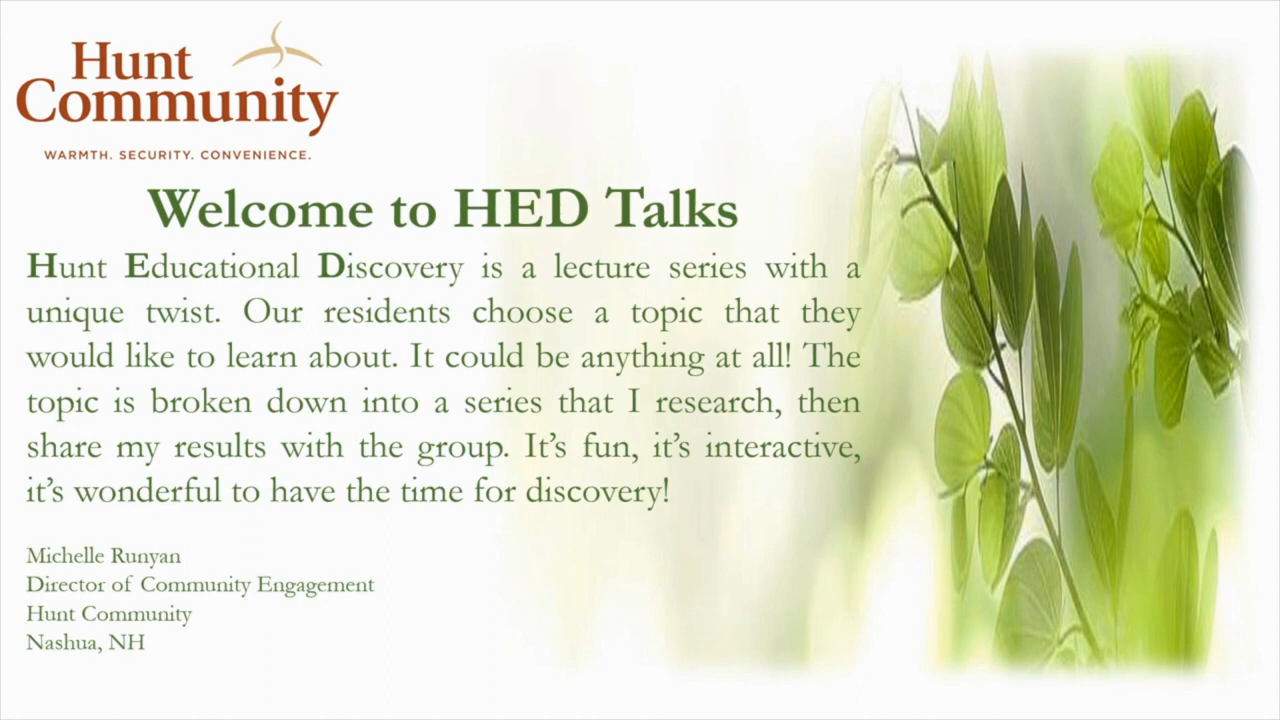 Hunt
Community
WARMTH. SECURITY. CONVENIENCE.
Welcome to HED Talks
Hunt Educational Discovery is a lecture series with a
unique twist. Our residents choose a topic that they
would like to learn about. It could be anything at all! The
topic is broken down into a series that I research, then
share my results with the group. It’s fun, it’s interactive,
it’s wonderful to have the time for discovery!
Michelle Runyan
Director of Community Engagement
Hunt Community
Nashua, NH